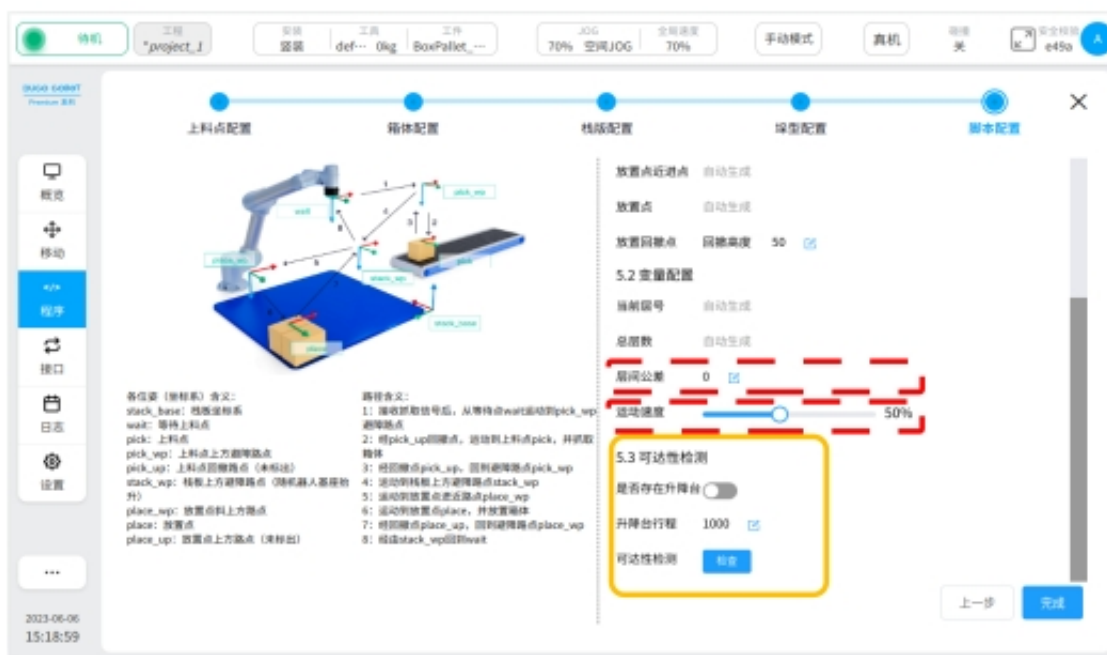 待机
工程
*project_1
安装
竖装
工具
def··· 0kg
工件
BoxPallet_···
JOG
70% 空间JOG
全局速度
70%
手动模式
真机
碰撞
关
安全校验
e49a
A
Premium 系列
上料点配置
箱体配置
栈版配置
垛型配置
脚本配置
概览
移动
</>
程序
接口
日志
设置
···
2023-06-06
15:18:59
wait
pick_wp
pick
stack_wp
place_wp
stack_base
place
1
4
3
2
8
5
各位姿（坐标系）含义：
stack_base：栈板坐标系
wait：等待上料点
pick：上料点
pick_wp：上料点上方避障路点
pick_up：上料点回撤路点（未标出）
stack_wp：栈板上方避障路点（随机器人基座抬
升）
place_wp：放置点斜上方路点
place：放置点
place_up：放置点上方路点（未标出）
路径含义：
1：接收抓取信号后，从等待点wait运动到pick_wp
避障路点
2：经pick_up回撤点，运动到上料点pick，并抓取
箱体
3：经回撤点pick_up，回到避障路点pick_wp
4：运动到栈板上方避障路点stack_wp
5：运动到放置点进近路点place_wp
6：运动到放置点place，并放置箱体
7：经回撤点place_up，回到避障路点place_wp
8：经由stack_wp回到wait
放置点近进点 自动生成
放置点 自动生成
放置回撤点 回撤高度 50
5.2 变量配置
当前层号 自动生成
总层数 自动生成
层间公差 0
运动速度 50%
5.3 可达性检测
是否存在升降台
升降台行程 1000
可达性检测 检查
上一步 完成